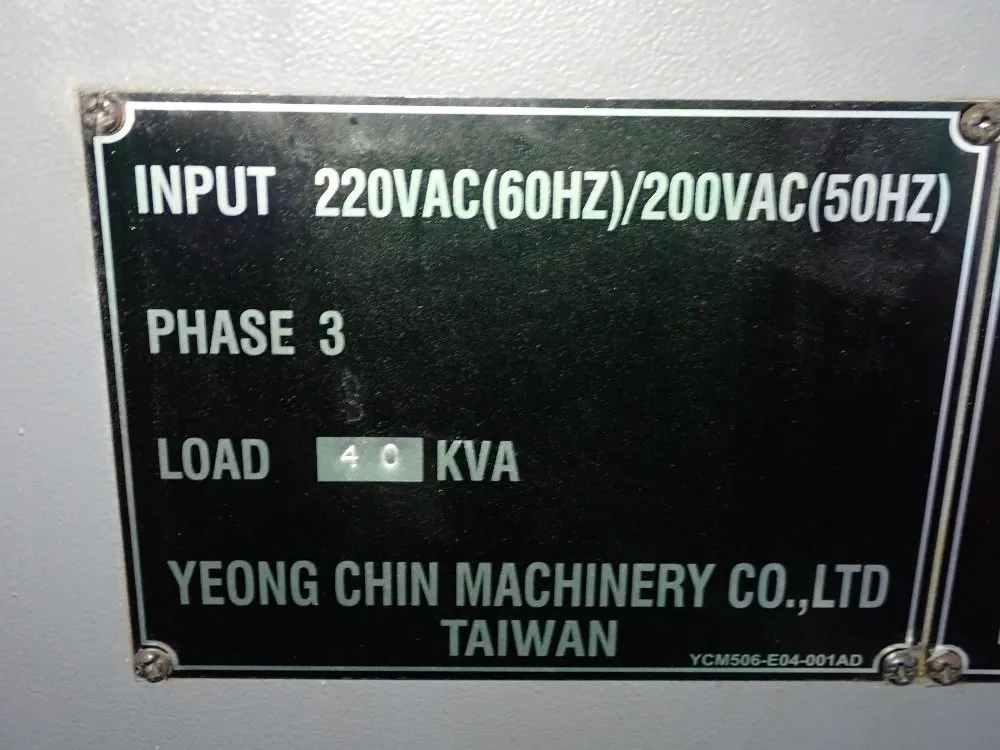 INPUT 220VAC(60HZ)/200VAC(50HZ)
PHASE 3
LOAD 40 KVA
YEONG CHIN MACHINERY CO.,LTD
TAIWAN
YCM506-E04-001AD